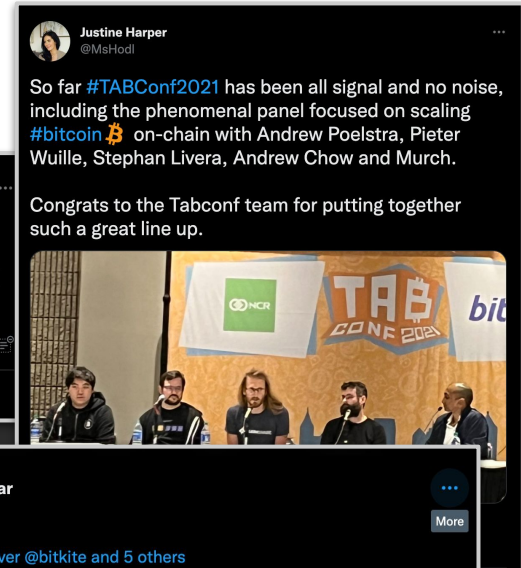 Justine Harper
@MsHodl
So far #TABConf2021 has been all signal and no noise,
including the phenomenal panel focused on scaling
#bitcoin on-chain with Andrew Poelstra, Pieter
Wuille, Stephan Livera, Andrew Chow and Murch.
Congrats to the Tabconf team for putting together
such a great line up.
NCR
TAB
CONF 2021
bit
ar
More
ver @bitkite and 5 others